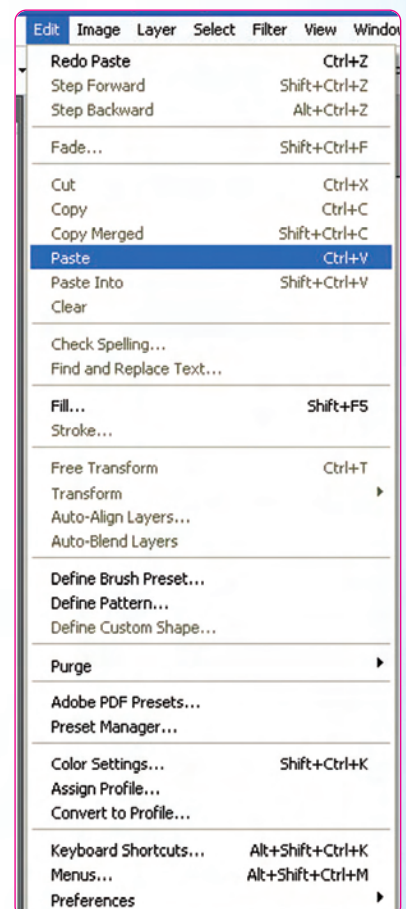 Edit Image Layer Select Filter View Windo
Redo Paste Ctrl+Z
Step Forward Shift+Ctrl+Z
Step Backward Alt+Ctrl+Z
Fade... Shift+Ctrl+F
Cut Ctrl+X
Copy Ctrl+C
Copy Merged Shift+Ctrl+C
Paste Ctrl+V
Paste Into Shift+Ctrl+V
Clear
Check Spelling...
Find and Replace Text...
Fill... Shift+F5
Stroke...
Free Transform Ctrl+T
Transform
Auto-Align Layers...
Auto-Blend Layers
Define Brush Preset...
Define Pattern...
Define Custom Shape...
Purge
Adobe PDF Presets...
Preset Manager...
Color Settings... Shift+Ctrl+K
Assign Profile...
Convert to Profile...
Keyboard Shortcuts... Alt+Shift+Ctrl+K
Menus... Alt+Shift+Ctrl+M
Preferences